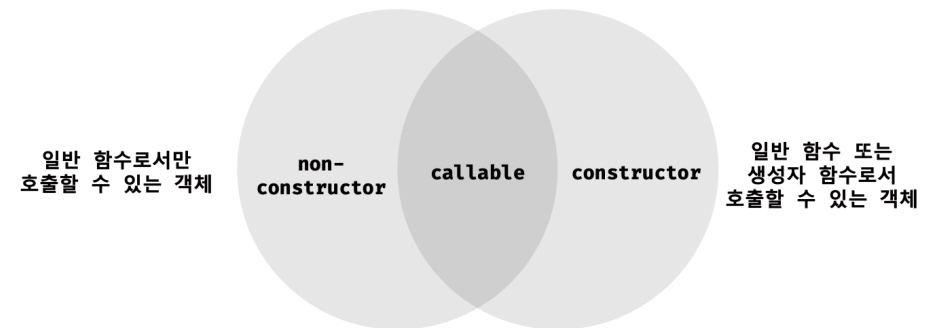 일반 함수로서만
호출할 수 있는 객체
non-
constructor
callable
constructor
일반 함수 또는
생성자 함수로서
호출할 수 있는 객체